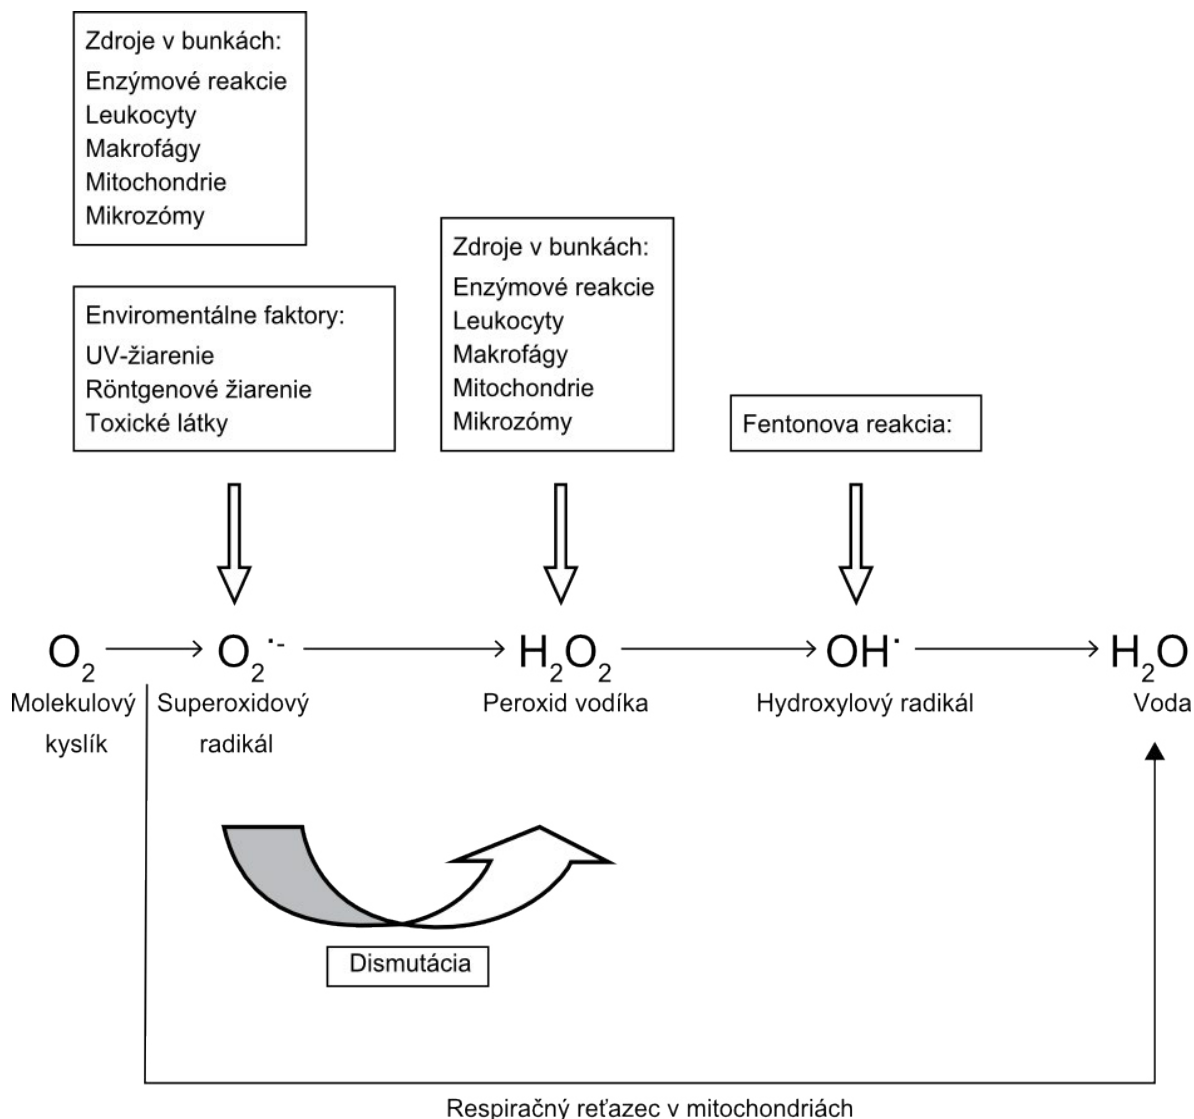 Zdroje v bunkách:
Enzýmové reakcie
Leukocyty
Makrofágy
Mitochondrie
Mikrozómy
Enviromentálne faktory:
UV-žiarenie
Röntgenové žiarenie
Toxické látky
Zdroje v bunkách:
Enzýmové reakcie
Leukocyty
Makrofágy
Mitochondrie
Mikrozómy
Fentonova reakcia:
O₂ O₂˙⁻ H₂O₂ OH˙ H₂O
Molekulový kyslík
Superoxidový radikál
Peroxid vodíka
Hydroxylový radikál
Voda
Dismutácia
Respiračný reťazec v mitochondriách